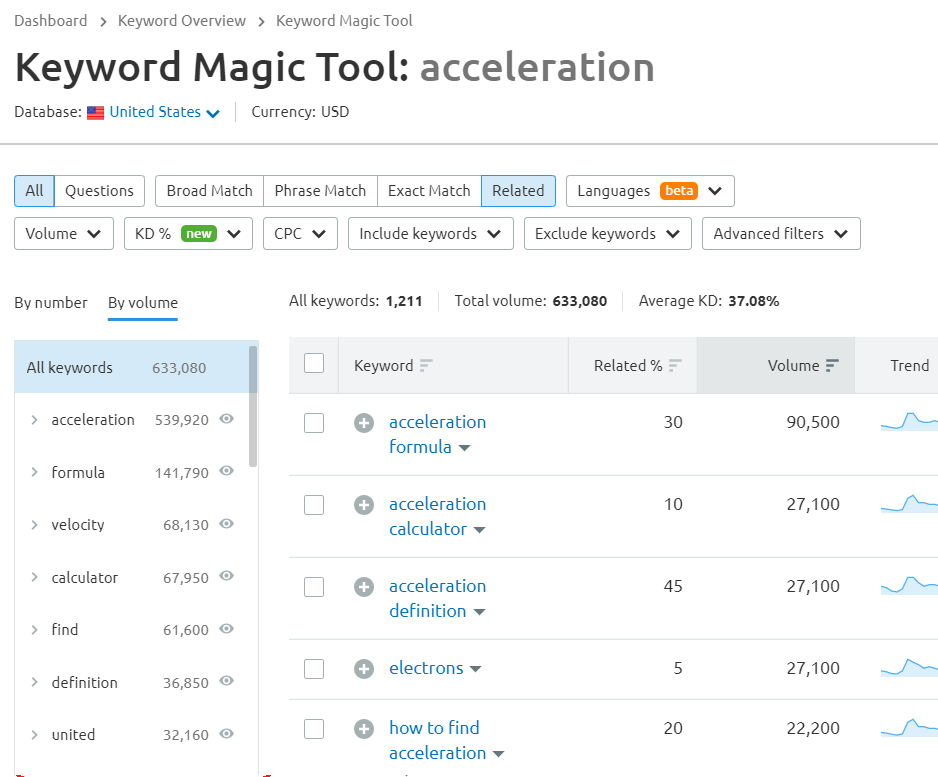 Dashboard > Keyword Overview > Keyword Magic Tool
Keyword Magic Tool: acceleration
Database: United States Currency: USD
All Questions Broad Match Phrase Match Exact Match Related Languages beta
Volume KD % new CPC Include keywords Exclude keywords Advanced filters
By number By volume
All keywords: 1,211 Total volume: 633,080 Average KD: 37.08%
All keywords 633,080
acceleration 539,920
formula 141,790
velocity 68,130
calculator 67,950
find 61,600
definition 36,850
united 32,160
Keyword Related % Volume Trend
acceleration
formula 30 90,500
acceleration
calculator 10 27,100
acceleration
definition 45 27,100
electrons 5 27,100
how to find
acceleration 20 22,200